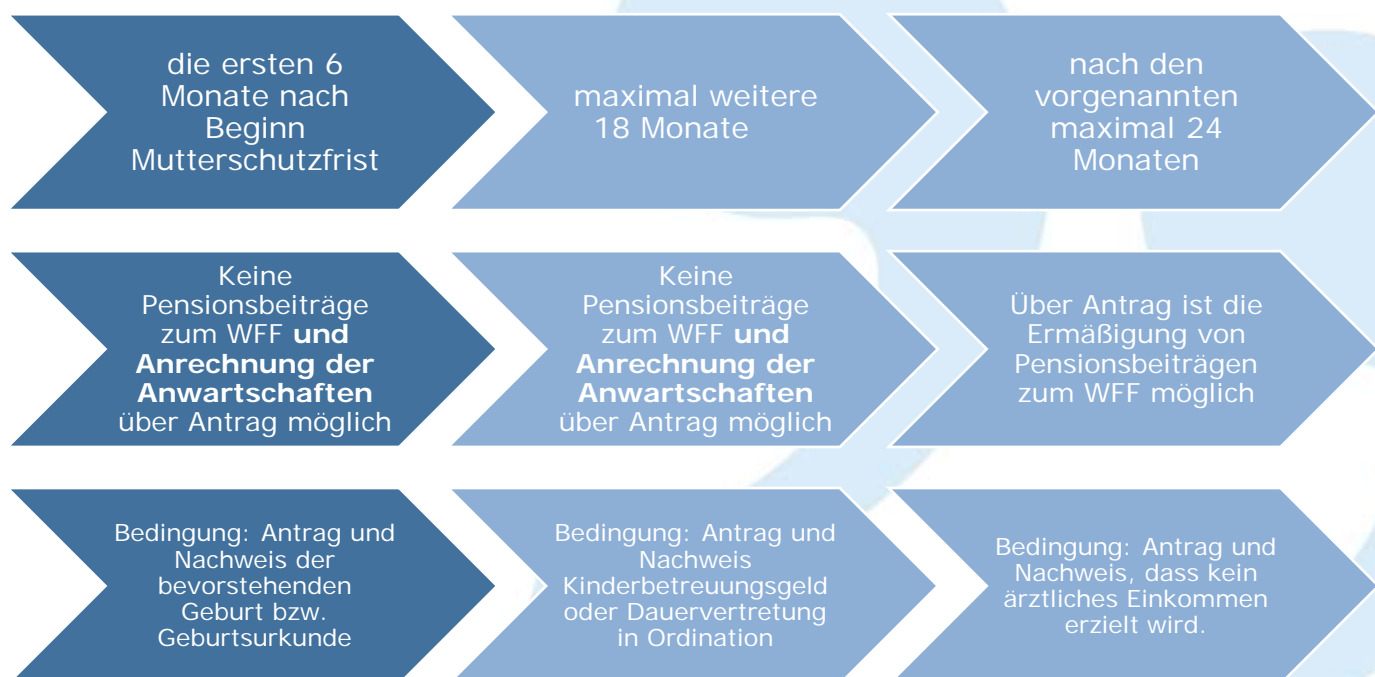 die ersten 6
Monate nach
Beginn
Mutterschutzfrist
maximal weitere
18 Monate
nach den
vorgenannten
maximal 24
Monaten
Keine
Pensionsbeiträge
zum WFF und
Anrechnung der
Anwartschaften
über Antrag möglich
Keine
Pensionsbeiträge
zum WFF und
Anrechnung der
Anwartschaften
über Antrag möglich
Über Antrag ist die
Ermäßigung von
Pensionsbeiträgen
zum WFF möglich
Bedingung: Antrag und
Nachweis der
bevorstehenden
Geburt bzw.
Geburtsurkunde
Bedingung: Antrag und
Nachweis
Kinderbetreuungsgeld
oder Dauervertretung
in Ordination
Bedingung: Antrag und
Nachweis, dass kein
ärztliches Einkommen
erzielt wird.